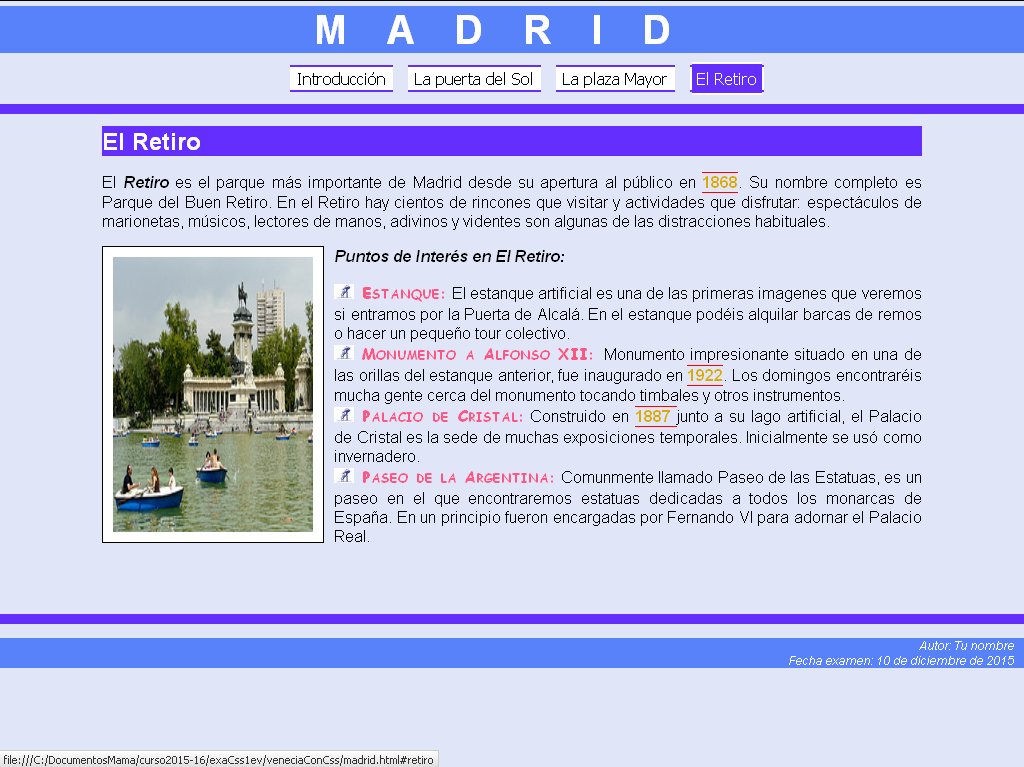 M A D R I D
Introducción La puerta del Sol La plaza Mayor El Retiro
El Retiro
El Retiro es el parque más importante de Madrid desde su apertura al público en 1868. Su nombre completo es
Parque del Buen Retiro. En el Retiro hay cientos de rincones que visitar y actividades que disfrutar: espectáculos de
marionetas, músicos, lectores de manos, adivinos y videntes son algunas de las distracciones habituales.
Puntos de Interés en El Retiro:
Estanque: El estanque artificial es una de las primeras imagenes que veremos
si entramos por la Puerta de Alcalá. En el estanque podéis alquilar barcas de remos
o hacer un pequeño tour colectivo.
Monumento a Alfonso XII: Monumento impresionante situado en una de
las orillas del estanque anterior, fue inaugurado en 1922. Los domingos encontraréis
mucha gente cerca del monumento tocando timbales y otros instrumentos.
Palacio de Cristal: Construido en 1887 junto a su lago artificial, el Palacio
de Cristal es la sede de muchas exposiciones temporales. Inicialmente se usó como
invernadero.
Paseo de la Argentina: Comunmente llamado Paseo de las Estatuas, es un
paseo en el que encontraremos estatuas dedicadas a todos los monarcas de
España. En un principio fueron encargadas por Fernando VI para adornar el Palacio
Real.
Autor: Tu nombre
Fecha examen: 10 de diciembre de 2015
file:///C:/DocumentosMama/curso2015-16/exaCss1ev/veneciaConCss/madrid.html#retiro